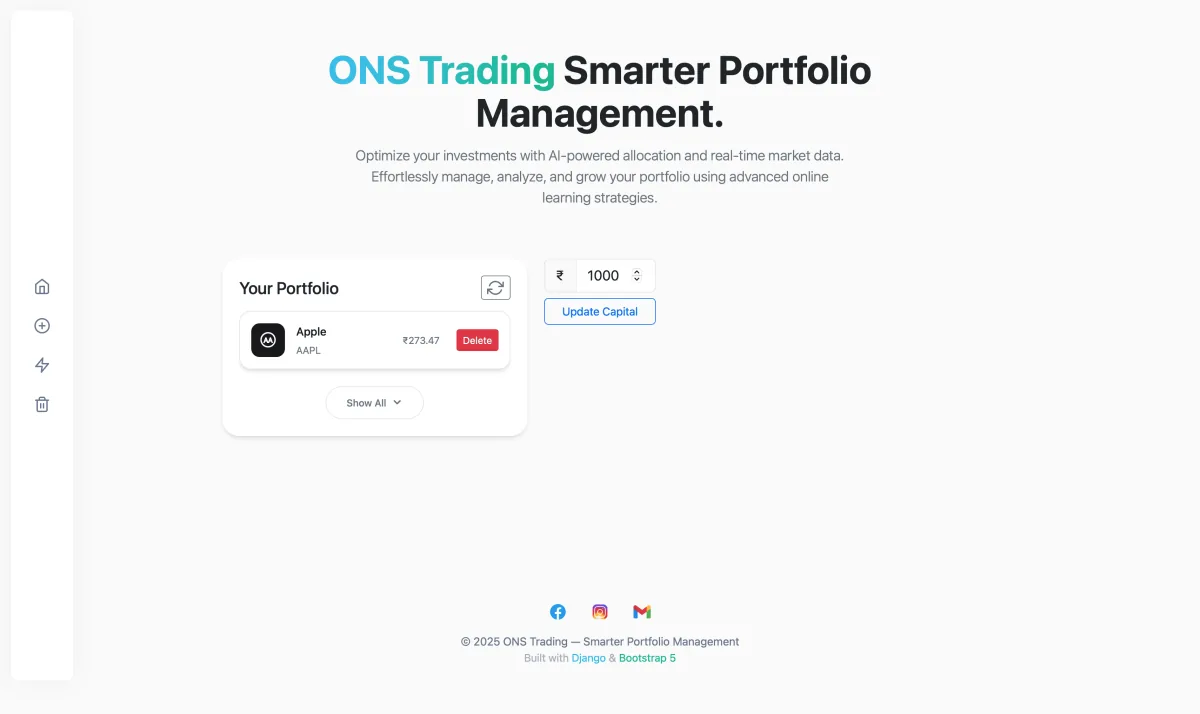 ONS Trading Smarter Portfolio
Management.
Optimize your investments with AI-powered allocation and real-time market data.
Effortlessly manage, analyze, and grow your portfolio using advanced online
learning strategies.
Your Portfolio
Apple
AAPL
₹273.47
Delete
Show All
₹ 1000
Update Capital
© 2025 ONS Trading — Smarter Portfolio Management
Built with Django & Bootstrap 5